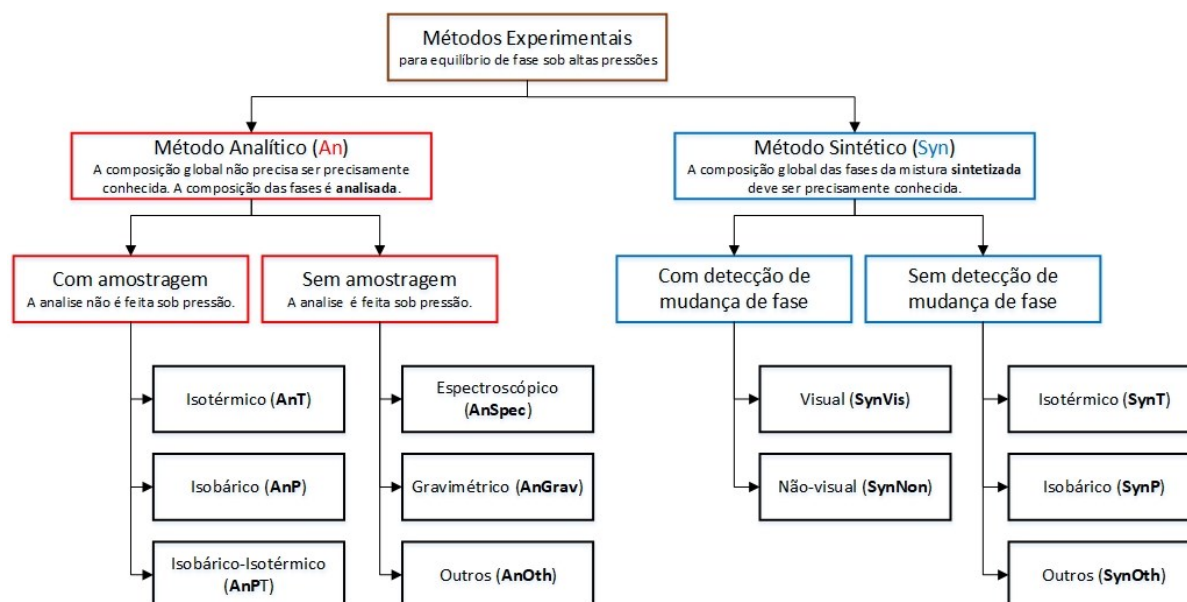 Métodos Experimentais
para equilíbrio de fase sob altas pressões
Método Analítico (An)
A composição global não precisa ser precisamente
conhecida. A composição das fases é analisada.
Método Sintético (Syn)
A composição global das fases da mistura sintetizada
deve ser precisamente conhecida.
Com amostragem
A analise não é feita sob pressão.
Sem amostragem
A analise é feita sob pressão.
Com detecção de
mudança de fase
Sem detecção de
mudança de fase
Isotérmico (AnT)
Espectroscópico
(AnSpec)
Visual (SynVis)
Isotérmico (SynT)
Isobárico (AnP)
Gravimétrico (AnGrav)
Não-visual (SynNon)
Isobárico (SynP)
Isobárico-Isotérmico
(AnPT)
Outros (AnOth)
Outros (SynOth)